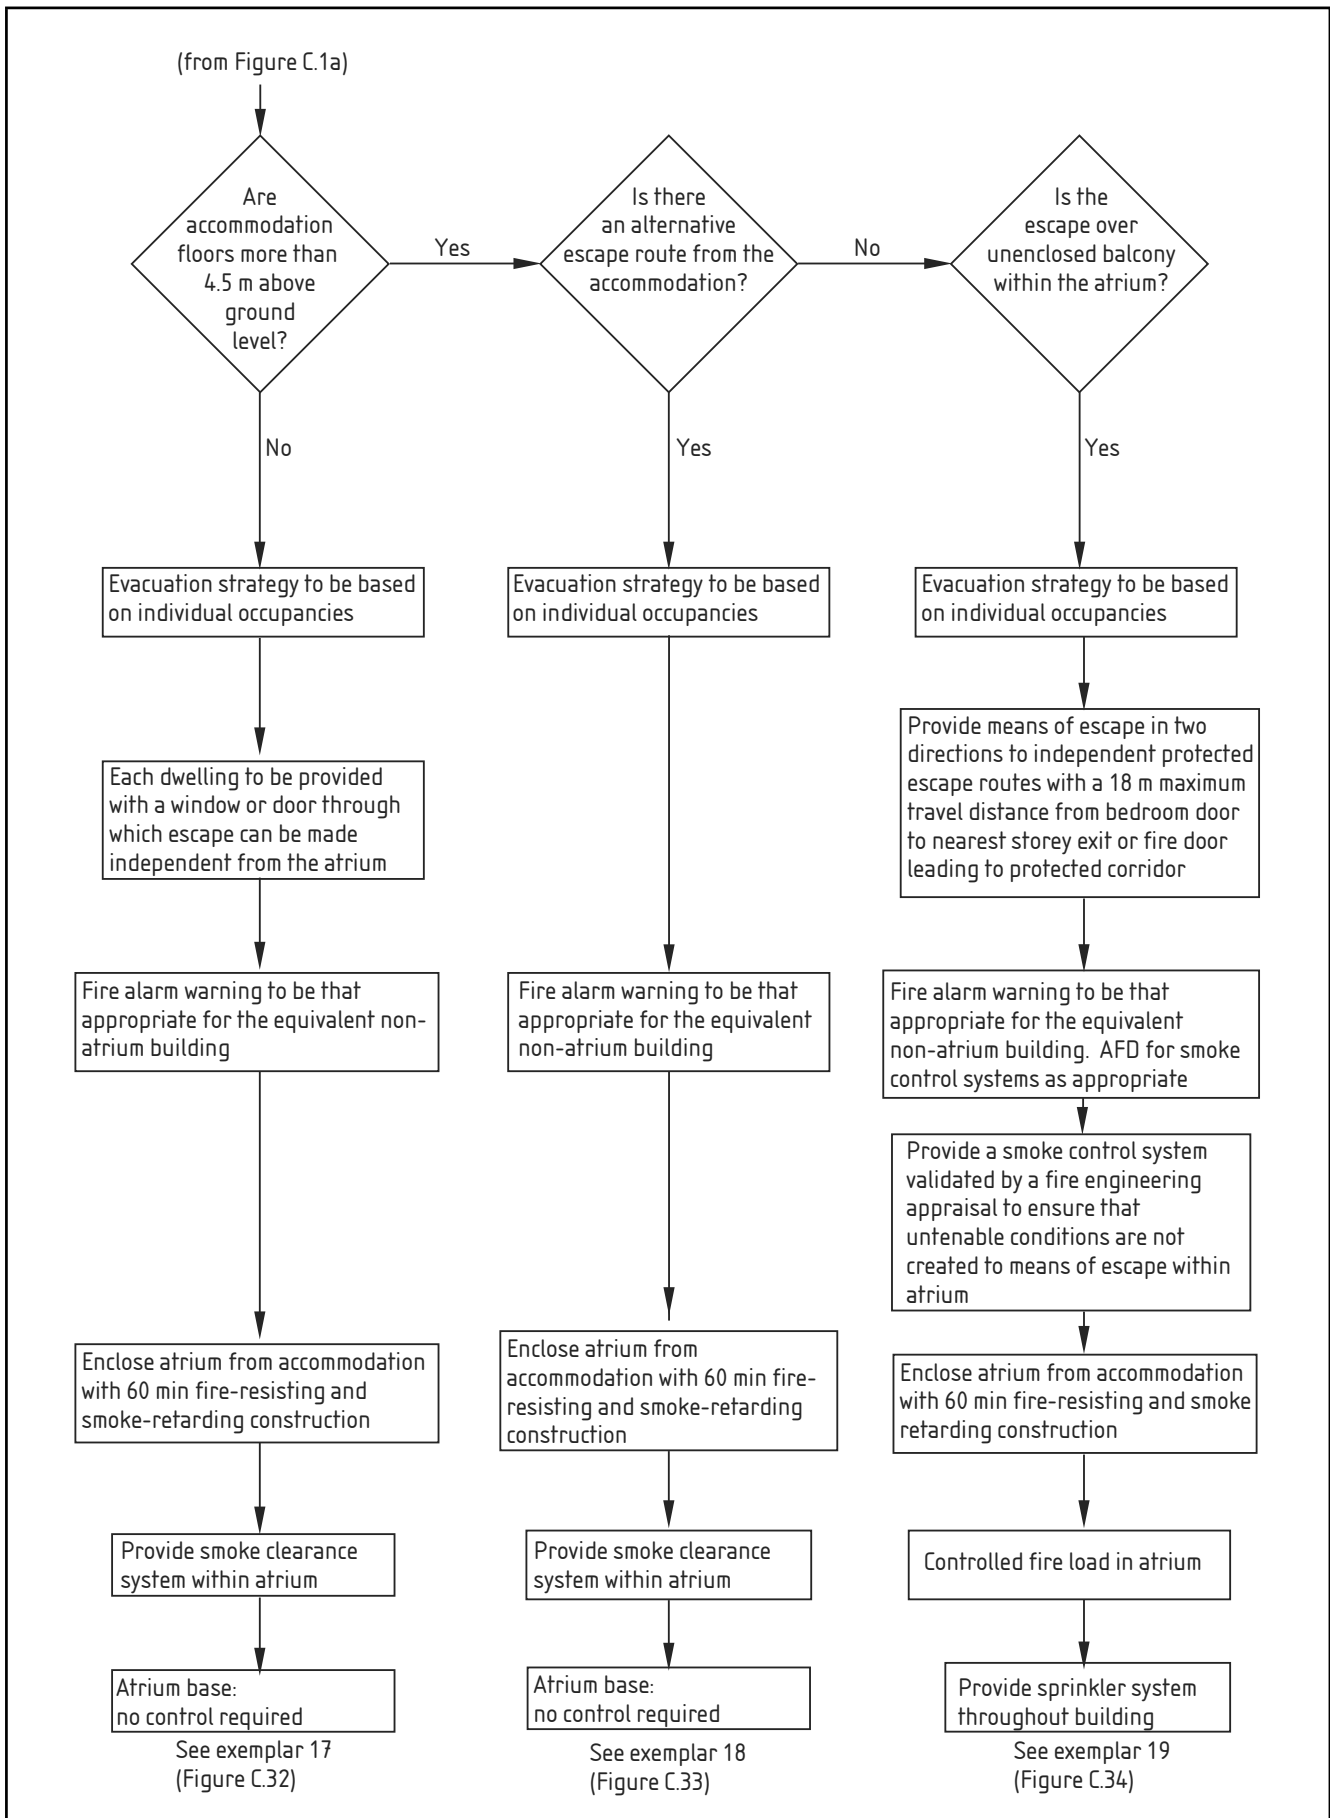 (from Figure C.1a)
Are
accommodation
floors more than
4.5 m above
ground
level?
Yes
Is there
an alternative
escape route from the
accommodation?
No
Is the
escape over
unenclosed balcony
within the atrium?
No
Yes
Yes
Evacuation strategy to be based
on individual occupancies
Each dwelling to be provided
with a window or door through
which escape can be made
independent from the atrium
Fire alarm warning to be that
appropriate for the equivalent non-
atrium building
Enclose atrium from accommodation
with 60 min fire-resisting and
smoke-retarding construction
Provide smoke clearance
system within atrium
Atrium base:
no control required
See exemplar 17
(Figure C.32)
Evacuation strategy to be based
on individual occupancies
Fire alarm warning to be that
appropriate for the equivalent
non-atrium building
Enclose atrium from
accommodation with 60 min fire-
resisting and smoke-retarding
construction
Provide smoke clearance
system within atrium
Atrium base:
no control required
See exemplar 18
(Figure C.33)
Evacuation strategy to be based
on individual occupancies
Provide means of escape in two
directions to independent protected
escape routes with a 18 m maximum
travel distance from bedroom door
to nearest storey exit or fire door
leading to protected corridor
Fire alarm warning to be that
appropriate for the equivalent
non-atrium building. AFD for smoke
control systems as appropriate
Provide a smoke control system
validated by a fire engineering
appraisal to ensure that
untenable conditions are not
created to means of escape within
atrium
Enclose atrium from accommodation
with 60 min fire-resisting and smoke
retarding construction
Controlled fire load in atrium
Provide sprinkler system
throughout building
See exemplar 19
(Figure C.34)